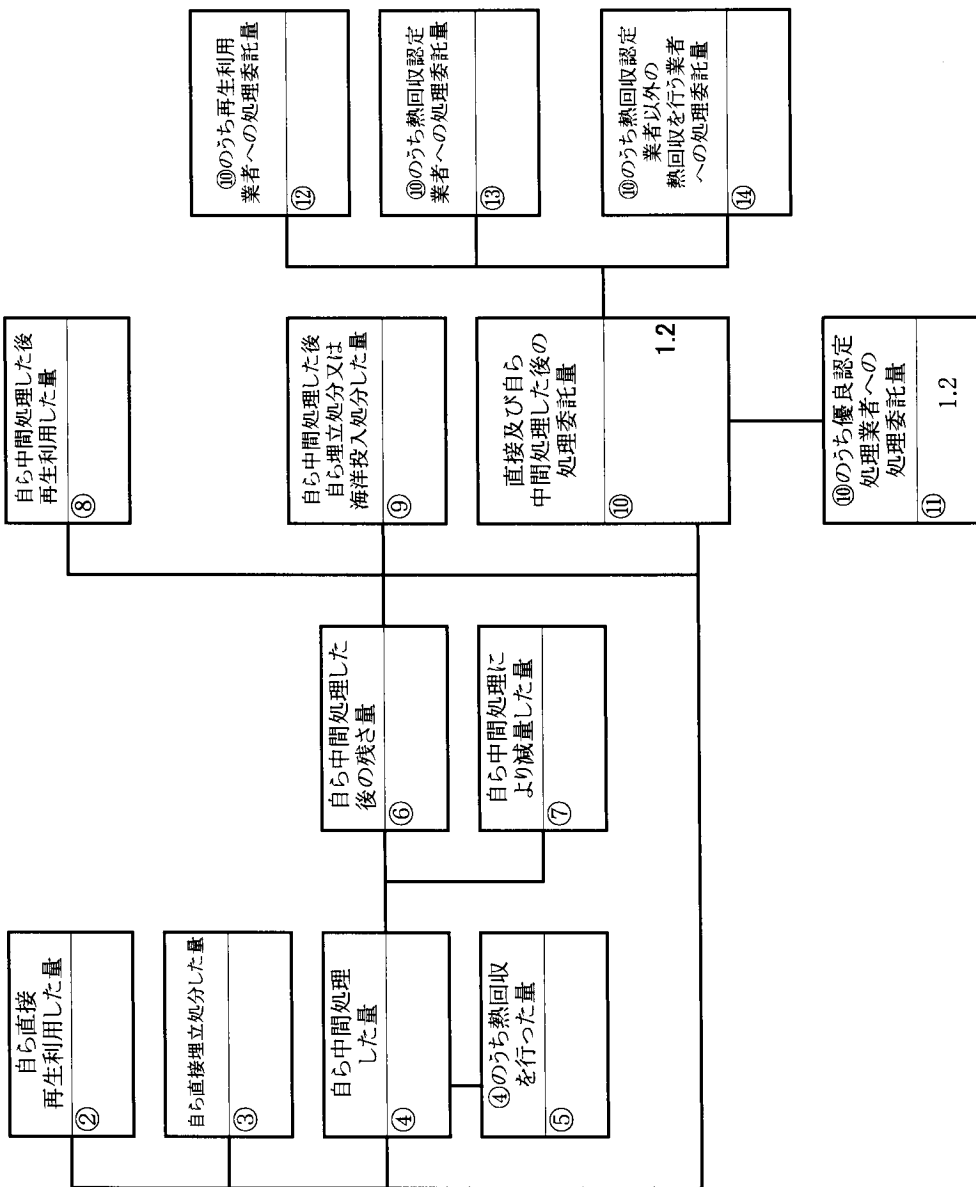 自ら直接
再生利用した量
②
自ら直接埋立処分した量
③
自ら中間処理
した量
④
④のうち熱回収
を行った量
⑤
自ら中間処理した
後の残さ量
⑥
自ら中間処理に
より減量した量
⑦
自ら中間処理した後
再生利用した量
⑧
自ら中間処理した後
自ら埋立処分又は
海洋投入処分した量
⑨
直接及び自ら
中間処理した後の
処理委託量
⑩
1.2
⑩のうち優良認定
処理業者への
処理委託量
⑪
1.2
⑩のうち再生利用
業者への処理委託量
⑫
⑩のうち熱回収認定
業者への処理委託量
⑬
⑩のうち熱回収認定
業者以外の
熱回収を行う業者
への処理委託量
⑭